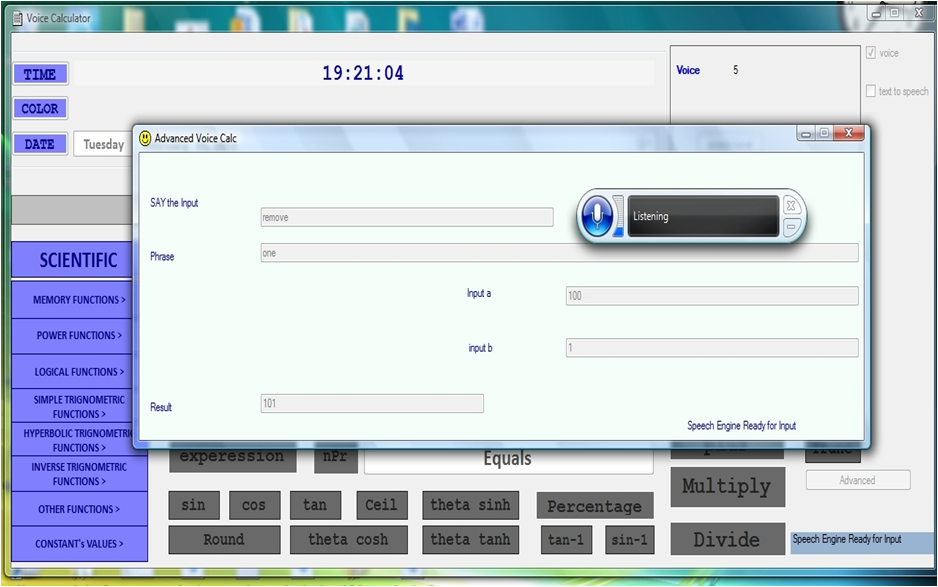 Voice Calculator
TIME
19:21:04
Voice 5
voice
text to speech
COLOR
DATE
Tuesday
Advanced Voice Calc
SAY the Input
remove
Listening
Phrase
one
Input a
100
input b
1
Result
101
Speech Engine Ready for Input
SCIENTIFIC
MEMORY FUNCTIONS >
POWER FUNCTIONS >
LOGICAL FUNCTIONS >
SIMPLE TRIGNOMETRIC
FUNCTIONS >
HYPERBOLIC TRIGNOMETRI
FUNCTIONS >
INVERSE TRIGNOMETRIC
FUNCTIONS >
OTHER FUNCTIONS >
CONSTANT's VALUES >
experession
nPr
Equals
Trunc
Advanced
sin
cos
tan
Ceil
theta sinh
Percentage
Multiply
Round
theta cosh
theta tanh
tan-1
sin-1
Divide
Speech Engine Ready for Input